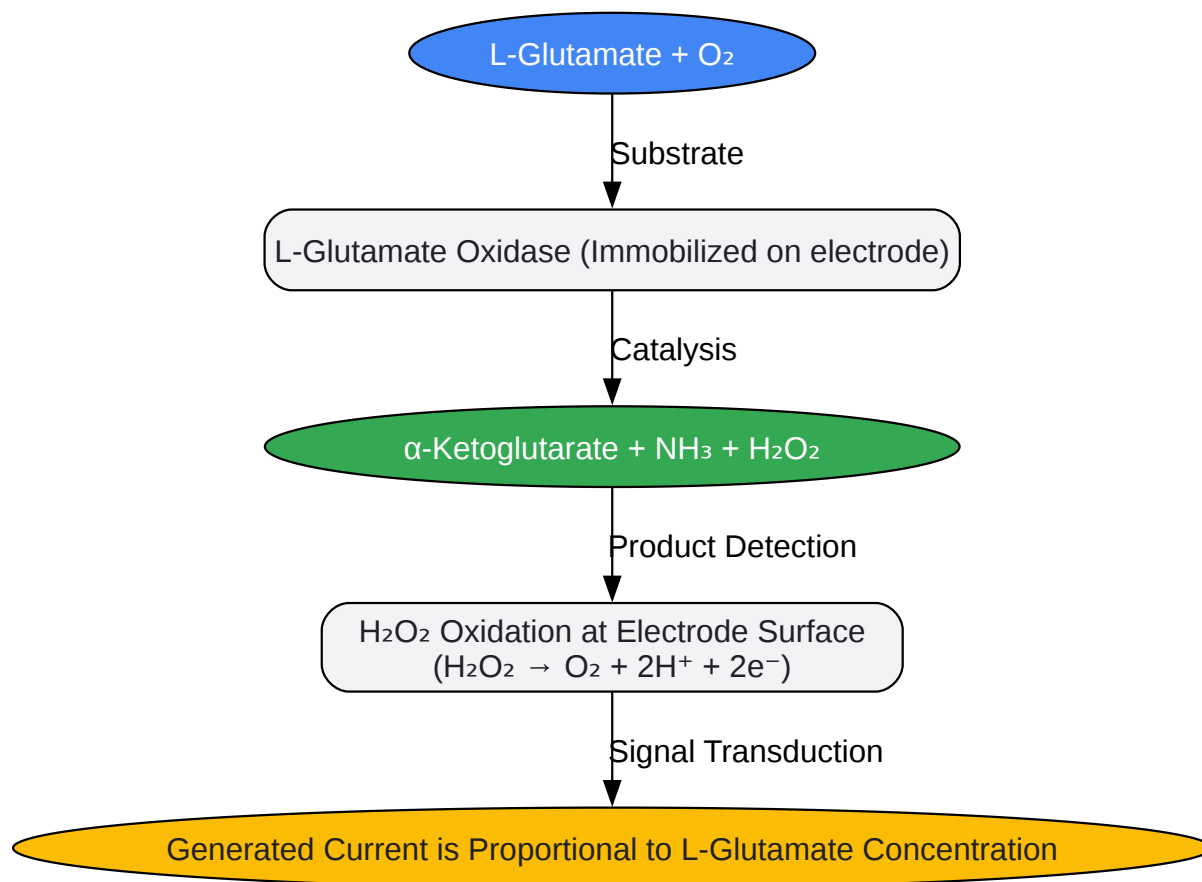 L-Glutamate + O₂
Substrate
L-Glutamate Oxidase (Immobilized on electrode)
Catalysis
α-Ketoglutarate + NH₃ + H₂O₂
Product Detection
H₂O₂ Oxidation at Electrode Surface
(H₂O₂ → O₂ + 2H⁺ + 2e⁻)
Signal Transduction
Generated Current is Proportional to L-Glutamate Concentration